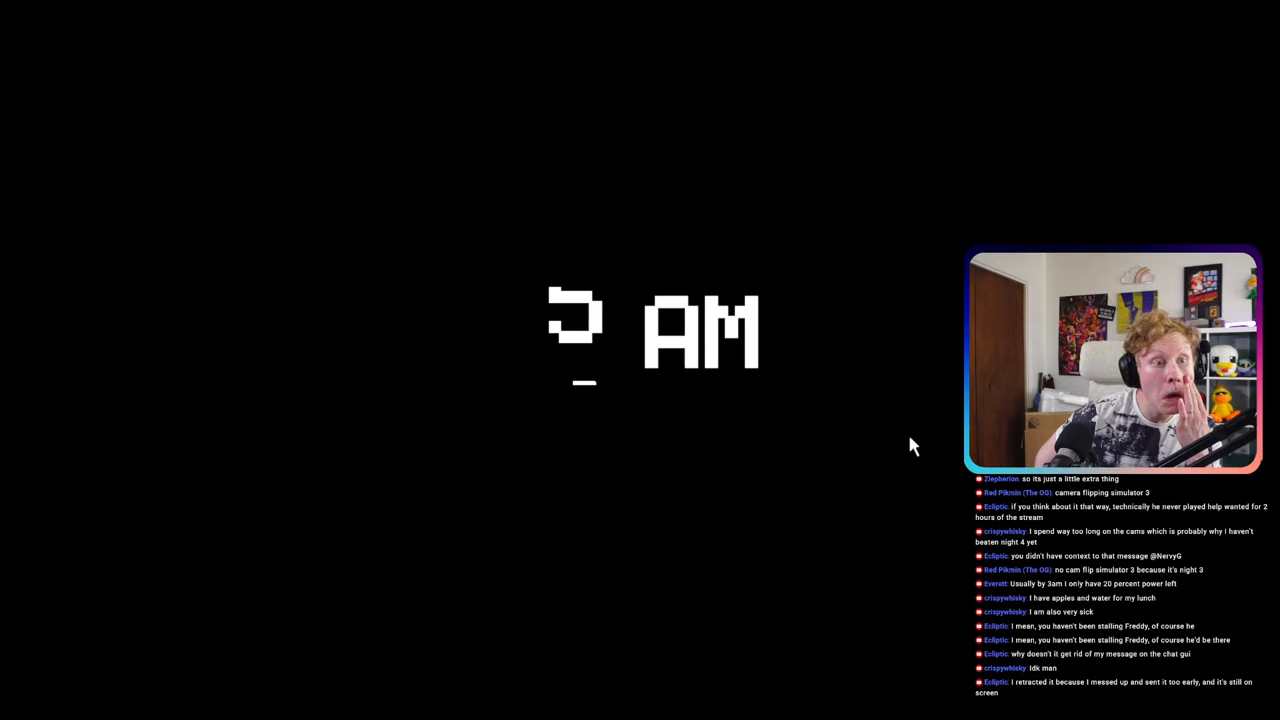 5 AM
Zlepherion: so its just a little extra thing
Red Pikmin (The OG): camera flipping simulator 3
Ecliptic: if you think about it that way, technically he never played help wanted for 2
hours of the stream
crispywhisky: I spend way too long on the cams which is probably why I haven't
beaten night 4 yet
Ecliptic: you didn't have context to that message @NervyG
Red Pikmin (The OG): no cam flip simulator 3 because it's night 3
Everett: Usually by 3am I only have 20 percent power left
crispywhisky: I have apples and water for my lunch
crispywhisky: I am also very sick
Ecliptic: I mean, you haven't been stalling Freddy, of course he
Ecliptic: I mean, you haven't been stalling Freddy, of course he'd be there
Ecliptic: why doesn't it get rid of my message on the chat gui
crispywhisky: Idk man
Ecliptic: I retracted it because I messed up and sent it too early, and it's still on
screen